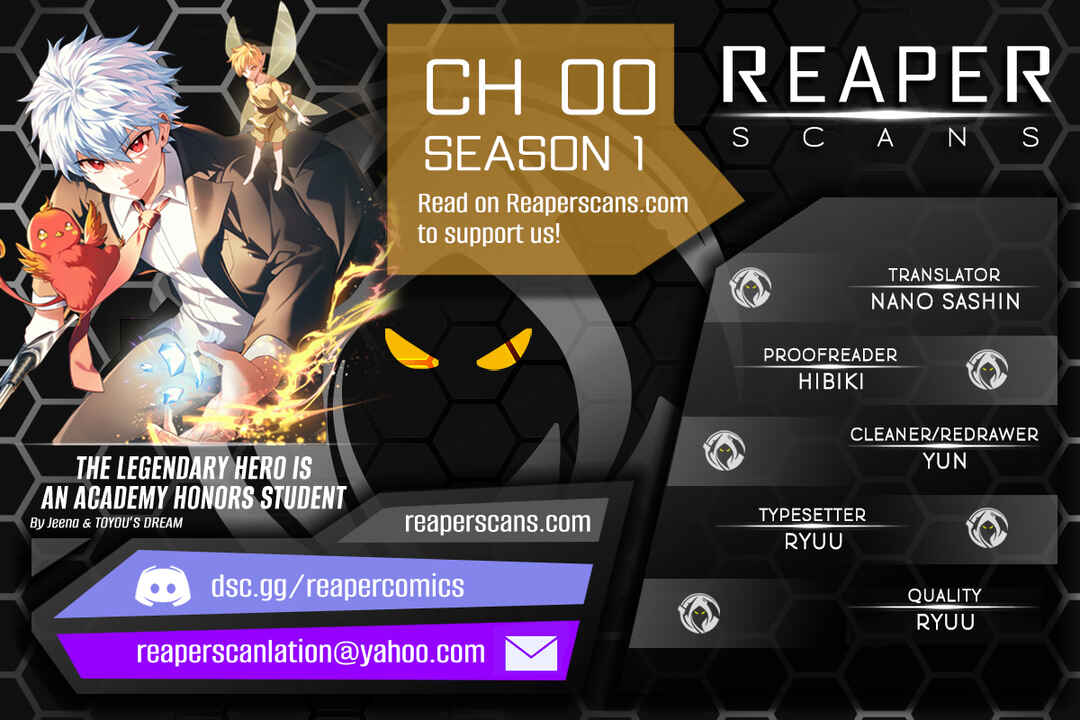 CH 00
SEASON 1
Read on Reaperscans.com
to support us!
REAPER
SCANS
TRANSLATOR
NANO SASHIN
PROOFREADER
HIBIKI
CLEANER/REDRAWER
YUN
TYPESETTER
RYUU
QUALITY
RYUU
THE LEGENDARY HERO IS
AN ACADEMY HONORS STUDENT
By Jeena & TOYOU'S DREAM
reaperscans.com
dsc.gg/reapercomics
reaperscanlation@yahoo.com